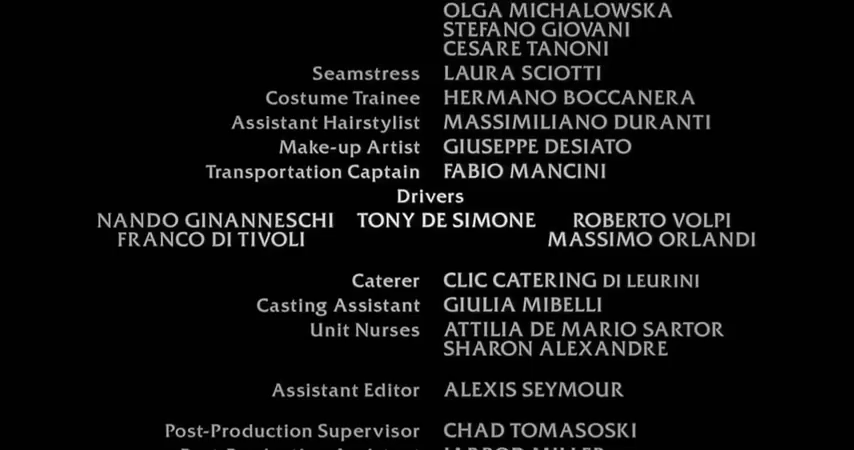 OLGA MICHALOWSKA
STEFANO GIOVANI
CESARE TANONI
Seamstress LAURA SCIOTTI
Costume Trainee HERMANO BOCCANERA
Assistant Hairstylist MASSIMILIANO DURANTI
Make-up Artist GIUSEPPE DESIATO
Transportation Captain FABIO MANCINI
Drivers
NANDO GINANNESCHI TONY DE SIMONE ROBERTO VOLPI
FRANCO DI TIVOLI MASSIMO ORLANDI
Caterer CLIC CATERING DI LEURINI
Casting Assistant GIULIA MIBELLI
Unit Nurses ATTILIA DE MARIO SARTOR
SHARON ALEXANDRE
Assistant Editor ALEXIS SEYMOUR
Post-Production Supervisor CHAD TOMASOSKI